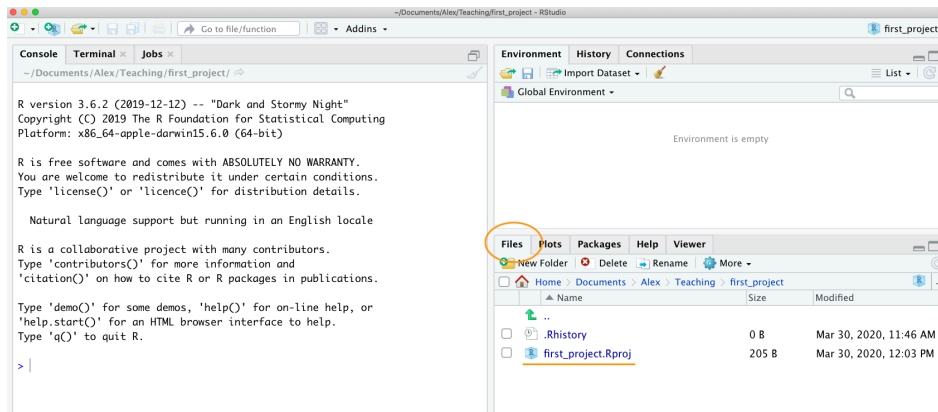 ~/Documents/Alex/Teaching/first_project - RStudio
Go to file/function
Addins
first_project
Console Terminal Jobs
~/Documents/Alex/Teaching/first_project/
R version 3.6.2 (2019-12-12) -- "Dark and Stormy Night"
Copyright (C) 2019 The R Foundation for Statistical Computing
Platform: x86_64-apple-darwin15.6.0 (64-bit)
R is free software and comes with ABSOLUTELY NO WARRANTY.
You are welcome to redistribute it under certain conditions.
Type 'license()' or 'licence()' for distribution details.
Natural language support but running in an English locale
R is a collaborative project with many contributors.
Type 'contributors()' for more information and
'citation()' on how to cite R or R packages in publications.
Type 'demo()' for some demos, 'help()' for on-line help, or
'help.start()' for an HTML browser interface to help.
Type 'q()' to quit R.
>
Environment History Connections
Import Dataset
List
Global Environment
Environment is empty
Files Plots Packages Help Viewer
New Folder Delete Rename More
Home > Documents > Alex > Teaching > first_project
Name Size Modified
..
.Rhistory 0 B Mar 30, 2020, 11:46 AM
first_project.Rproj 205 B Mar 30, 2020, 12:03 PM